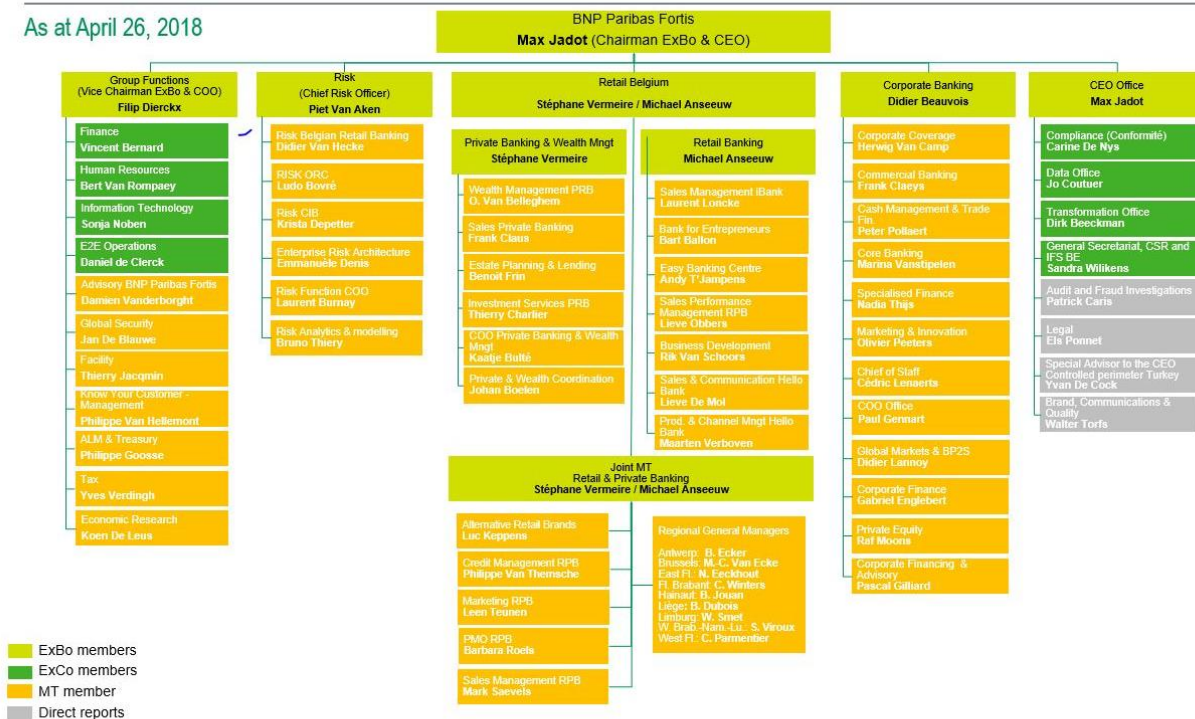 As at April 26, 2018
BNP Paribas Fortis
Max Jadot (Chairman ExBo & CEO)
Group Functions
(Vice Chairman ExBo & COO)
Filip Dierckx
Finance
Vincent Bernard
Human Resources
Bert Van Rompaey
Information Technology
Sonja Noben
E2E Operations
Daniel de Clerck
Advisory BNP Paribas Fortis
Damien Vanderborght
Global Security
Jan De Blauwe
Facility
Thierry Jacqmin
Know Your Customer -
Management
Philippe Van Hellemont
ALM & Treasury
Philippe Goosse
Tax
Yves Verdingh
Economic Research
Koen De Leus
Risk
(Chief Risk Officer)
Piet Van Aken
Risk Belgian Retail Banking
Didier Van Hecke
RISK ORC
Ludo Bovré
Risk CIB
Krista Depetter
Enterprise Risk Architecture
Emmanuèle Denis
Risk Function COO
Laurent Burnay
Risk Analytics & modelling
Bruno Thiery
Retail Belgium
Stéphane Vermeire / Michael Anseeuw
Private Banking & Wealth Mngt
Stéphane Vermeire
Wealth Management PRB
O. Van Belleghem
Sales Private Banking
Frank Claus
Estate Planning & Lending
Benoit Frin
Investment Services PRB
Thierry Charlier
COO Private Banking & Wealth
Mngt
Kaatje Bulté
Private & Wealth Coordination
Johan Boelen
Retail Banking
Michael Anseeuw
Sales Management IBank
Laurent Loncke
Bank for Entrepreneurs
Bart Ballon
Easy Banking Centre
Andy T'Jampens
Sales Performance
Management RPB
Lieve Obbers
Business Development
Rik Van Schoors
Sales & Communication Hello
Bank
Lieve De Mol
Prod. & Channel Mngt Hello
Bank
Maarten Verboven
Joint MT
Retail & Private Banking
Stéphane Vermeire / Michael Anseeuw
Alternative Retail Brands
Luc Keppens
Credit Management RPB
Philippe Van Themsche
Marketing RPB
Leen Teunen
PMO RPB
Barbara Roefs
Sales Management RPB
Mark Saevels
Regional General Managers
Antwerp: B. Ecker
Brussels: M.-C. Van Ecke
East Fl.: N. Eeckhout
Fl. Brabant: C. Winters
Hainaut: B. Jouan
Liège: B. Dubois
Limburg: W. Smet
W. Brab.-Nam.-Lu.: S. Viroux
West Fl.: C. Parmentier
Corporate Banking
Didier Beauvois
Corporate Coverage
Herwig Van Camp
Commercial Banking
Frank Claeys
Cash Management & Trade
Fin
Peter Pollaert
Core Banking
Marina Vanstipelen
Specialised Finance
Nadia Thijs
Marketing & Innovation
Olivier Peeters
Chief of Staff
Cédric Lenaerts
COO Office
Paul Gennart
Global Markets & BP2S
Didier Lannoy
Corporate Finance
Gabriel Englebert
Private Equity
Raf Moons
Corporate Financing &
Advisory
Pascal Gilliard
CEO Office
Max Jadot
Compliance (Conformité)
Carine De Nys
Data Office
Jo Coutuer
Transformation Office
Dirk Beeckman
General Secretariat, CSR and
IFS BE
Sandra Wilikens
Audit and Fraud Investigations
Patrick Caris
Legal
Els Ponnet
Special Advisor to the CEO
Controlled perimeter Turkey
Yvan De Cock
Brand, Communications &
Quality
Walter Torfs
ExBo members
ExCo members
MT member
Direct reports